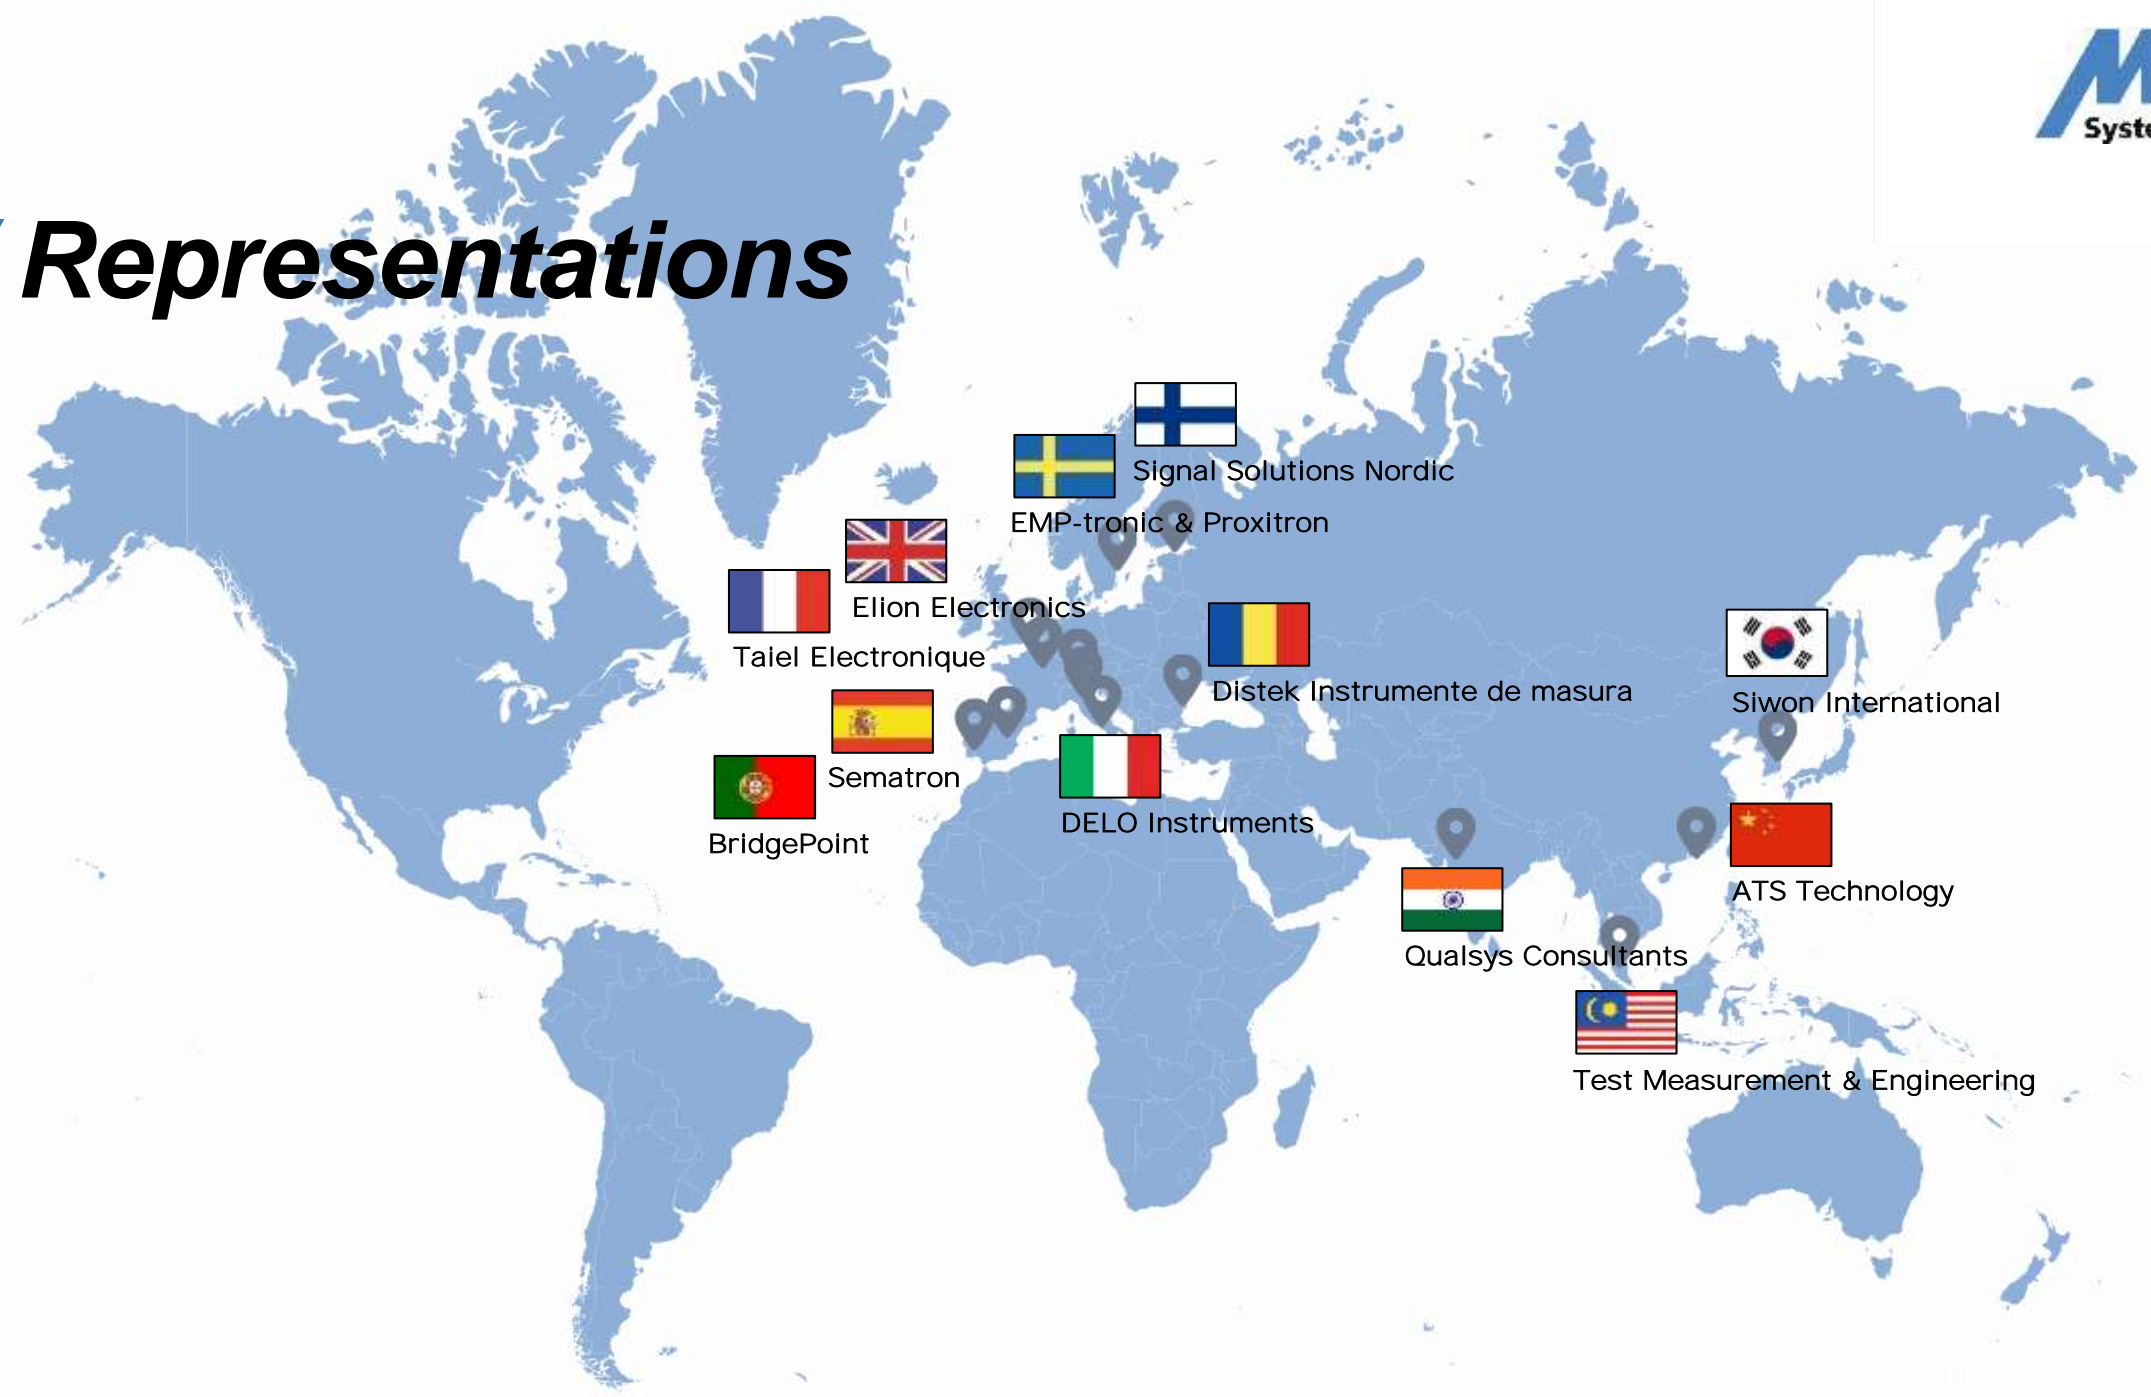 Representations
Signal Solutions Nordic
EMP-tronic & Proxitron
Elion Electronics
Taiel Electronique
Distek Instrumente de masura
Siwon International
Sematron
DELO Instruments
BridgePoint
ATS Technology
Qualsys Consultants
Test Measurement & Engineering